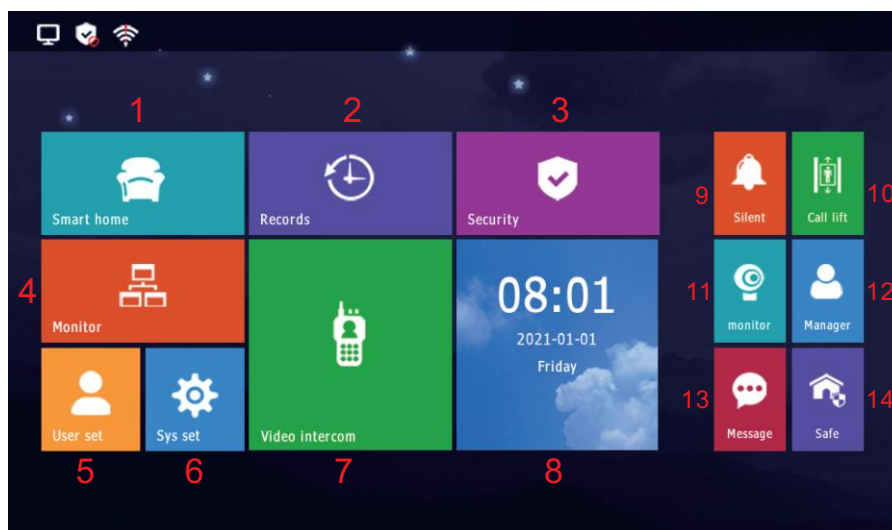 1
2
3
Smart home
Records
Security
9
Silent
Call lift
10
4
Monitor
08:01
2021-01-01
Friday
11
monitor
Manager
12
User set
Sys set
Video intercom
13
Message
Safe
14
5
6
7
8